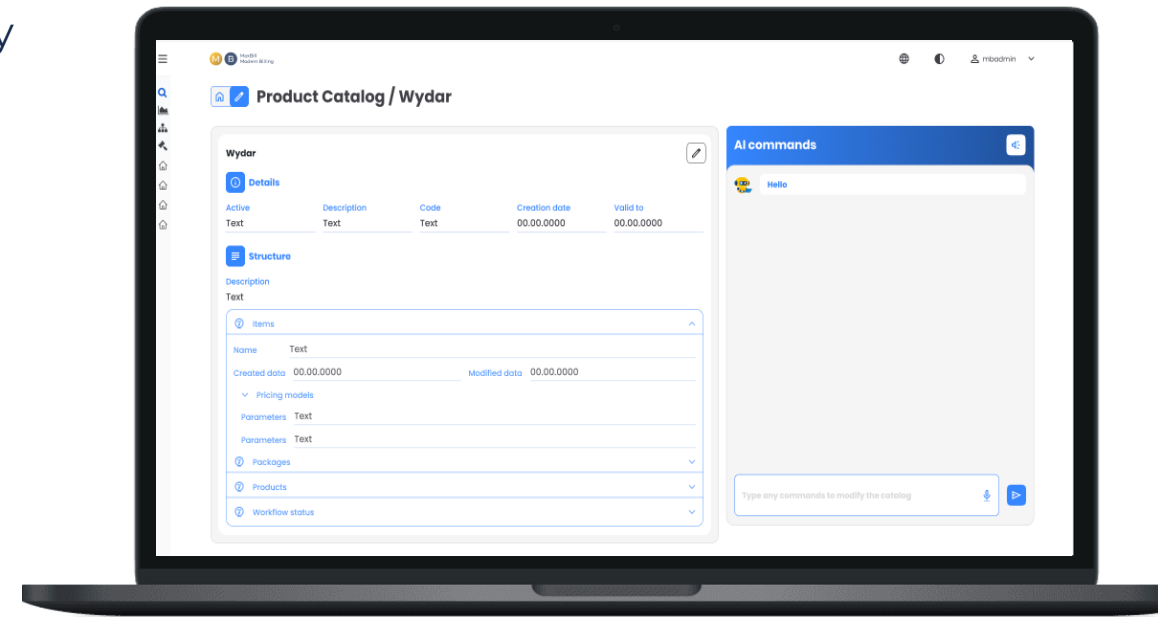 y
M B MaxBill
Modern Billing
mbadmin
Product Catalog / Wydar
Wydar
Details
Active Description Code Creation date Valid to
Text Text Text 00.00.0000 00.00.0000
Structure
Description
Text
Items
Name Text
Created data 00.00.0000 Modified data 00.00.0000
Pricing models
Parameters Text
Parameters Text
Packages
Products
Workflow status
AI commands
Hello
Type any commands to modify the catalog